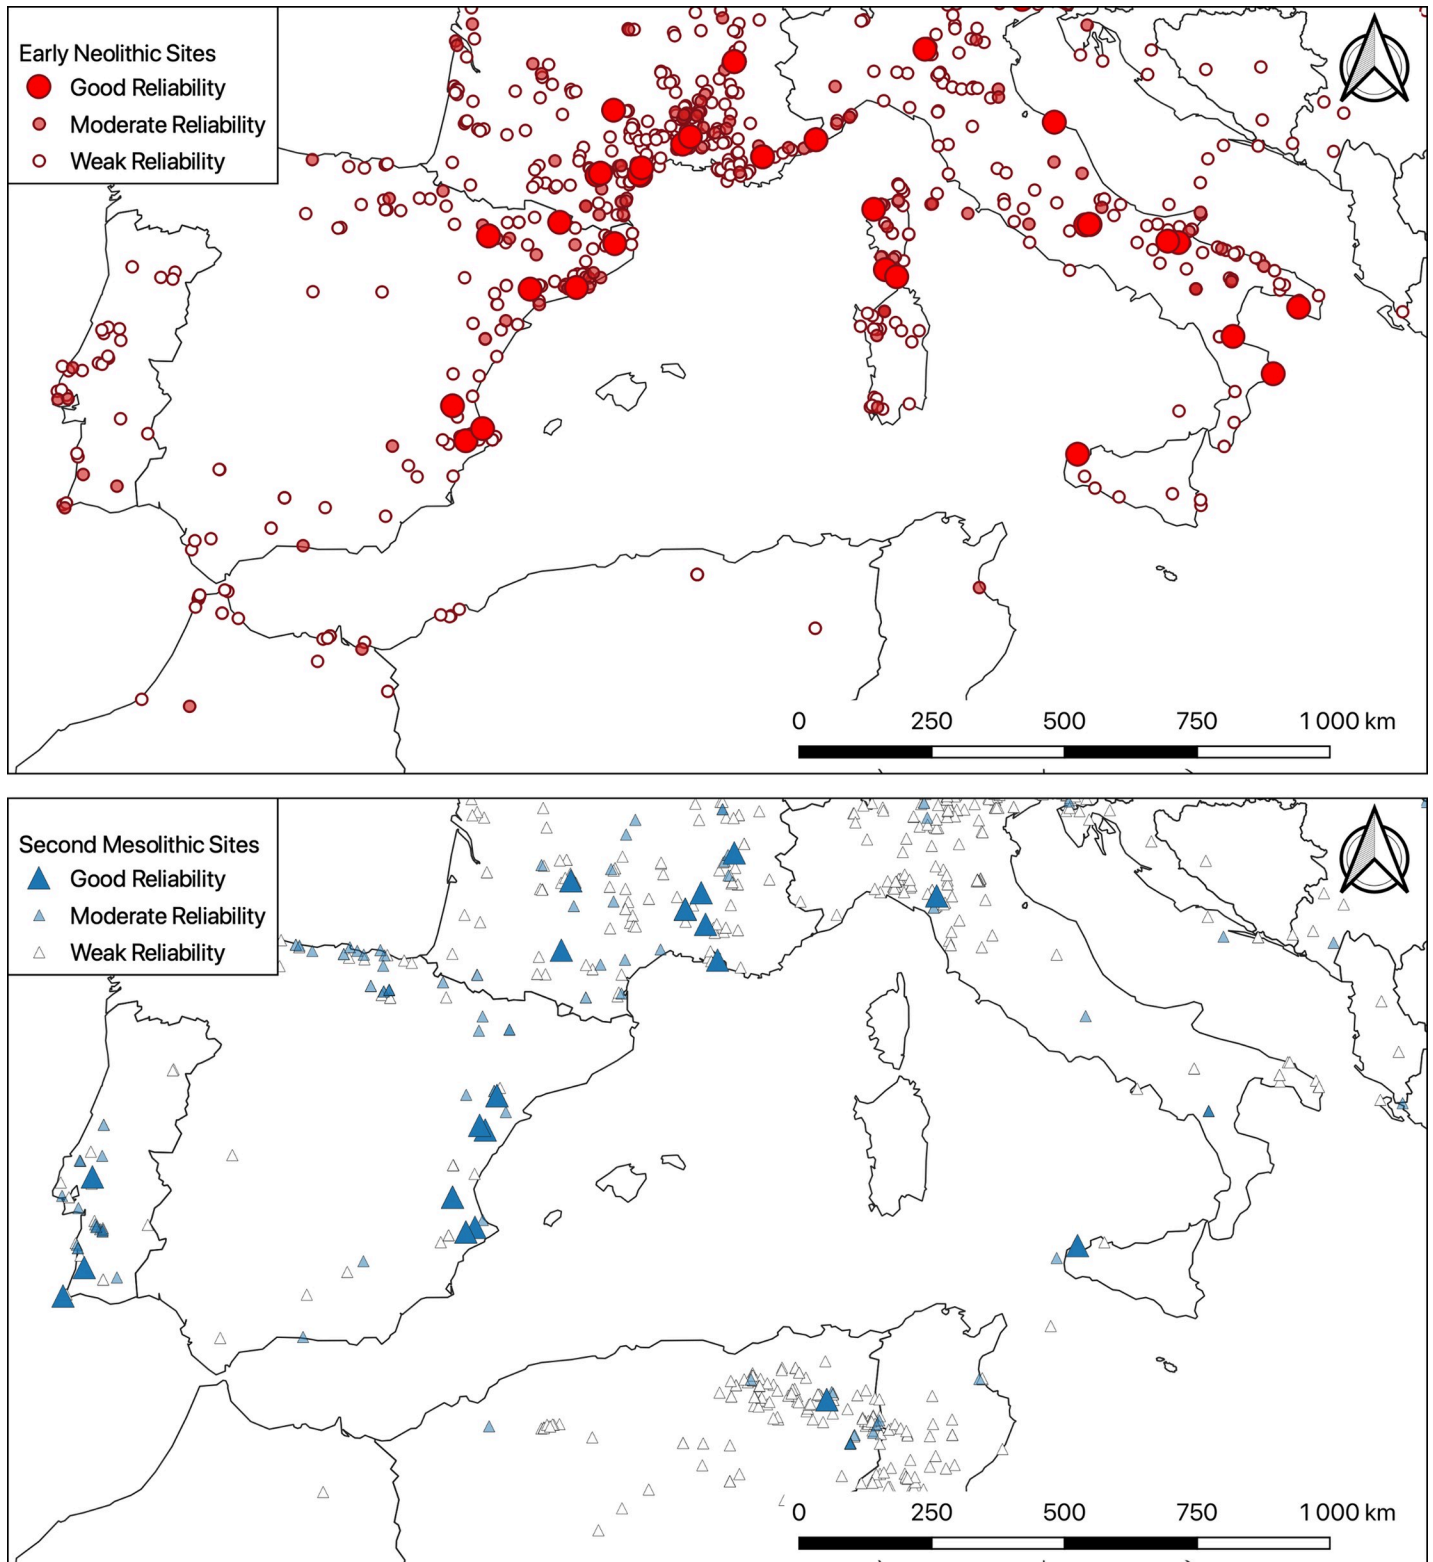 Early Neolithic Sites
Good Reliability
Moderate Reliability
Weak Reliability
0 250 500 750 1 000 km
Second Mesolithic Sites
Good Reliability
Moderate Reliability
Weak Reliability
0 250 500 750 1 000 km